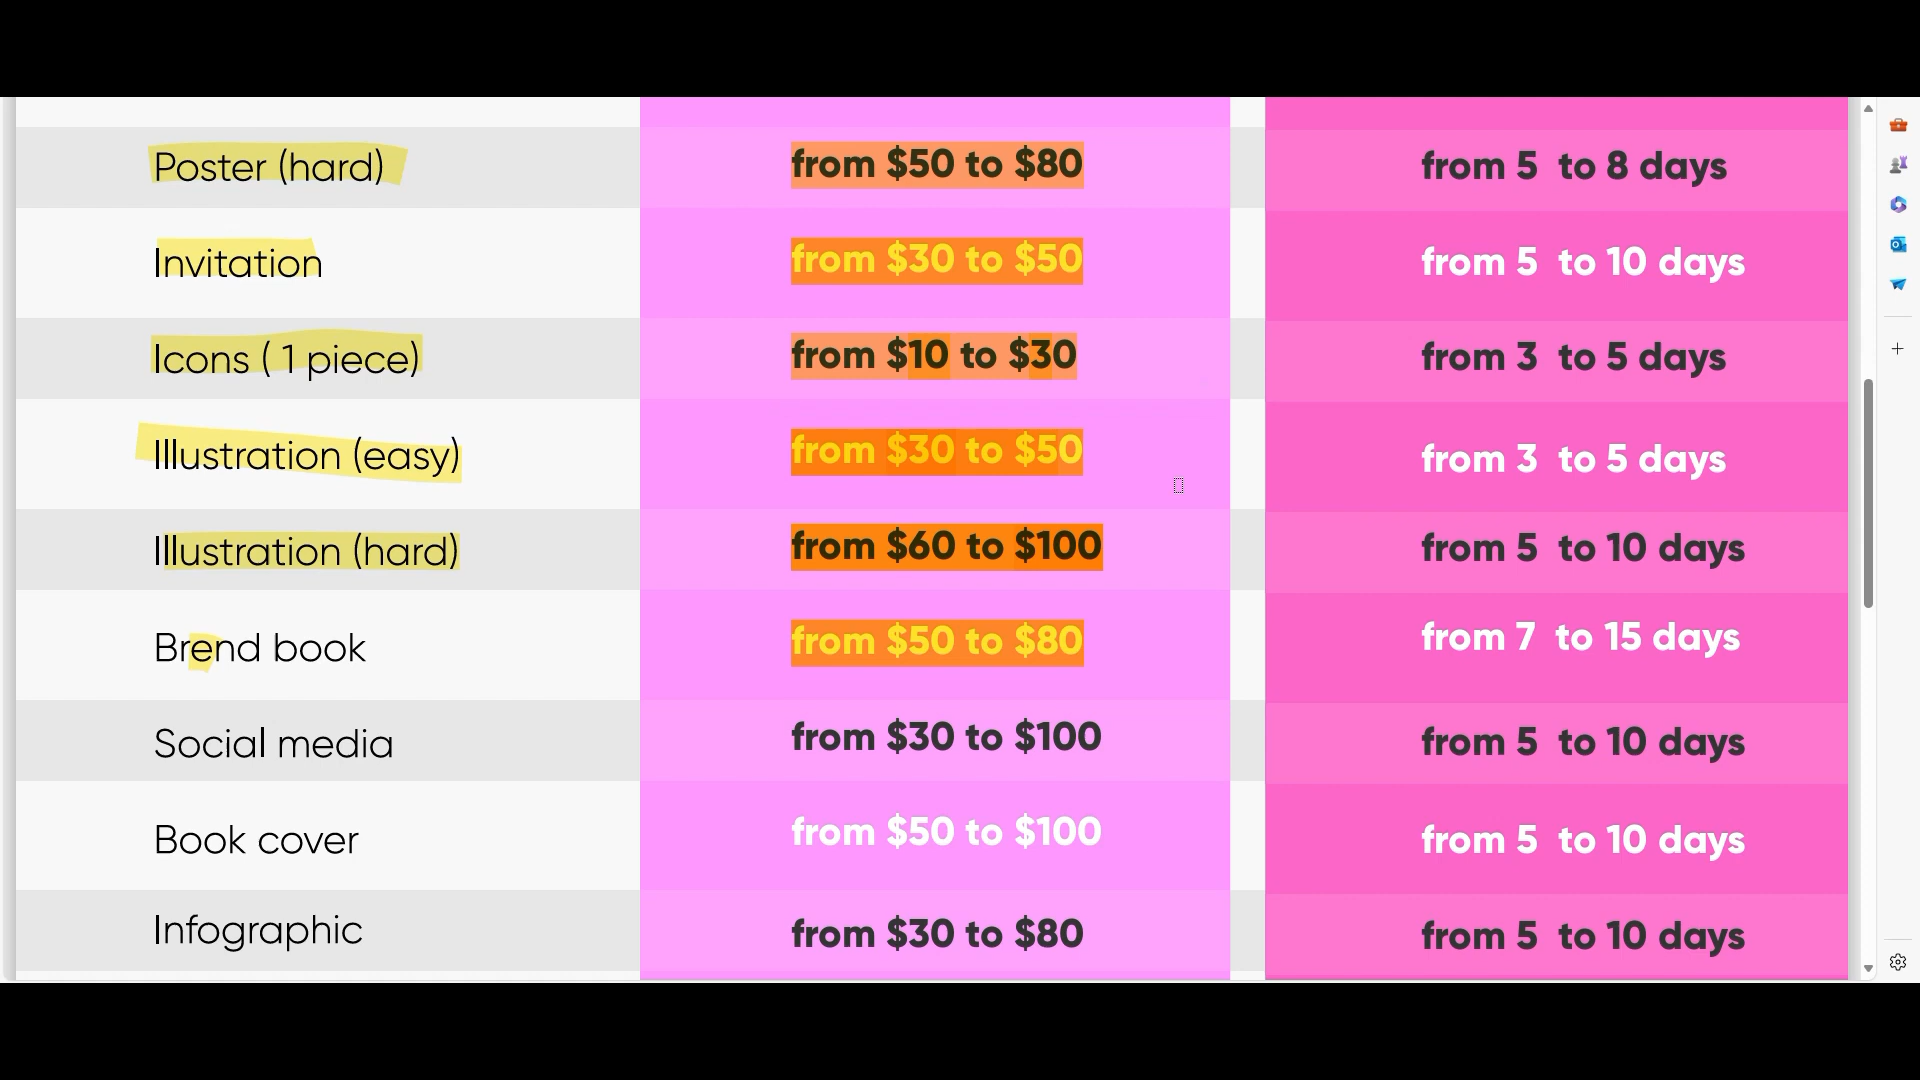 Poster (hard) from $50 to $80 from 5 to 8 days
Invitation from $30 to $50 from 5 to 10 days
Icons ( 1 piece) from $10 to $30 from 3 to 5 days
Illustration (easy) from $30 to $50 from 3 to 5 days
Illustration (hard) from $60 to $100 from 5 to 10 days
Brend book from $50 to $80 from 7 to 15 days
Social media from $30 to $100 from 5 to 10 days
Book cover from $50 to $100 from 5 to 10 days
Infographic from $30 to $80 from 5 to 10 days